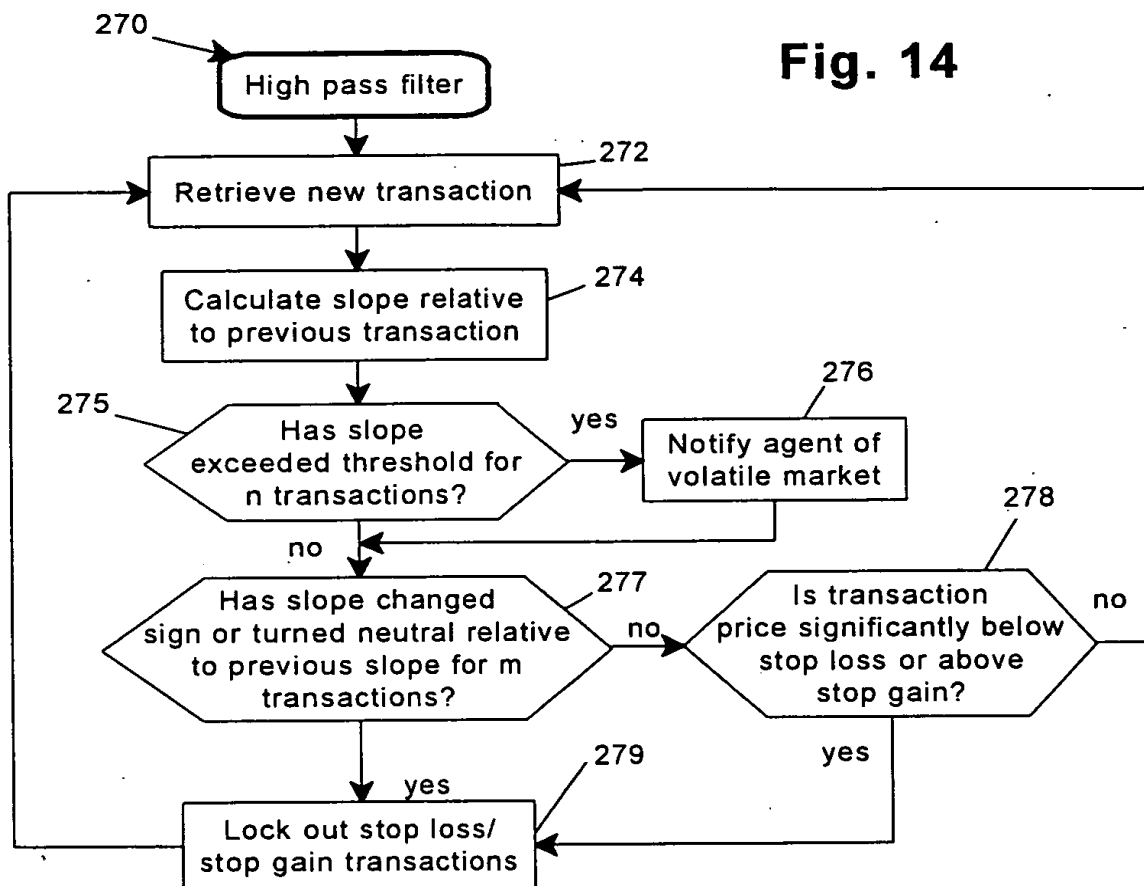 270
Fig. 14
High pass filter
272
Retrieve new transaction
274
Calculate slope relative
to previous transaction
275
276
Has slope
exceeded threshold for
n transactions?
yes
Notify agent of
volatile market
278
no
277
Has slope changed
sign or turned neutral relative
to previous slope for m
transactions?
no
Is transaction
price significantly below
stop loss or above
stop gain?
no
yes
yes
279
Lock out stop loss/
stop gain transactions